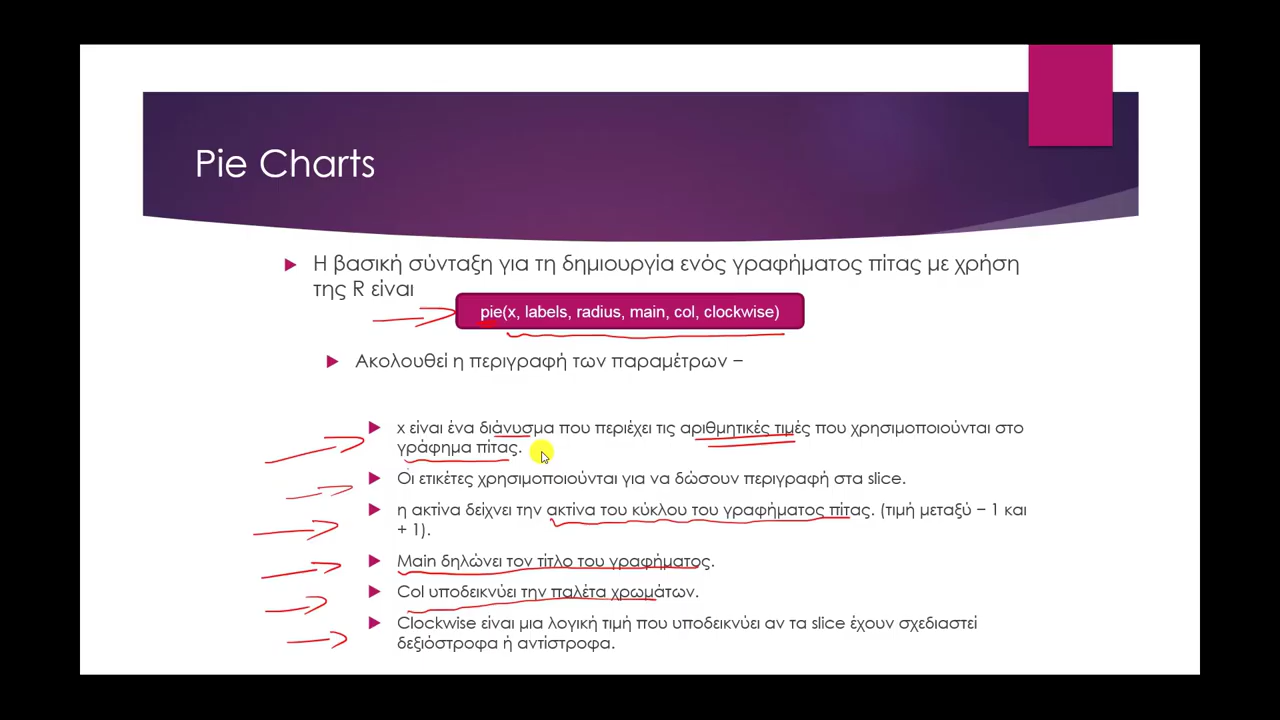 Pie Charts
Η βασική σύνταξη για τη δημιουργία ενός γραφήματος πίτας με χρήση
της R είναι
pie(x, labels, radius, main, col, clockwise)
Ακολουθεί η περιγραφή των παραμέτρων −
x είναι ένα διάνυσμα που περιέχει τις αριθμητικές τιμές που χρησιμοποιούνται στο
γράφημα πίτας.
Οι ετικέτες χρησιμοποιούνται για να δώσουν περιγραφή στα slice.
η ακτίνα δείχνει την ακτίνα του κύκλου του γραφήματος πίτας. (τιμή μεταξύ − 1 και
+ 1).
Main δηλώνει τον τίτλο του γραφήματος.
Col υποδεικνύει την παλέτα χρωμάτων.
Clockwise είναι μια λογική τιμή που υποδεικνύει αν τα slice έχουν σχεδιαστεί
δεξιόστροφα ή αντίστροφα.